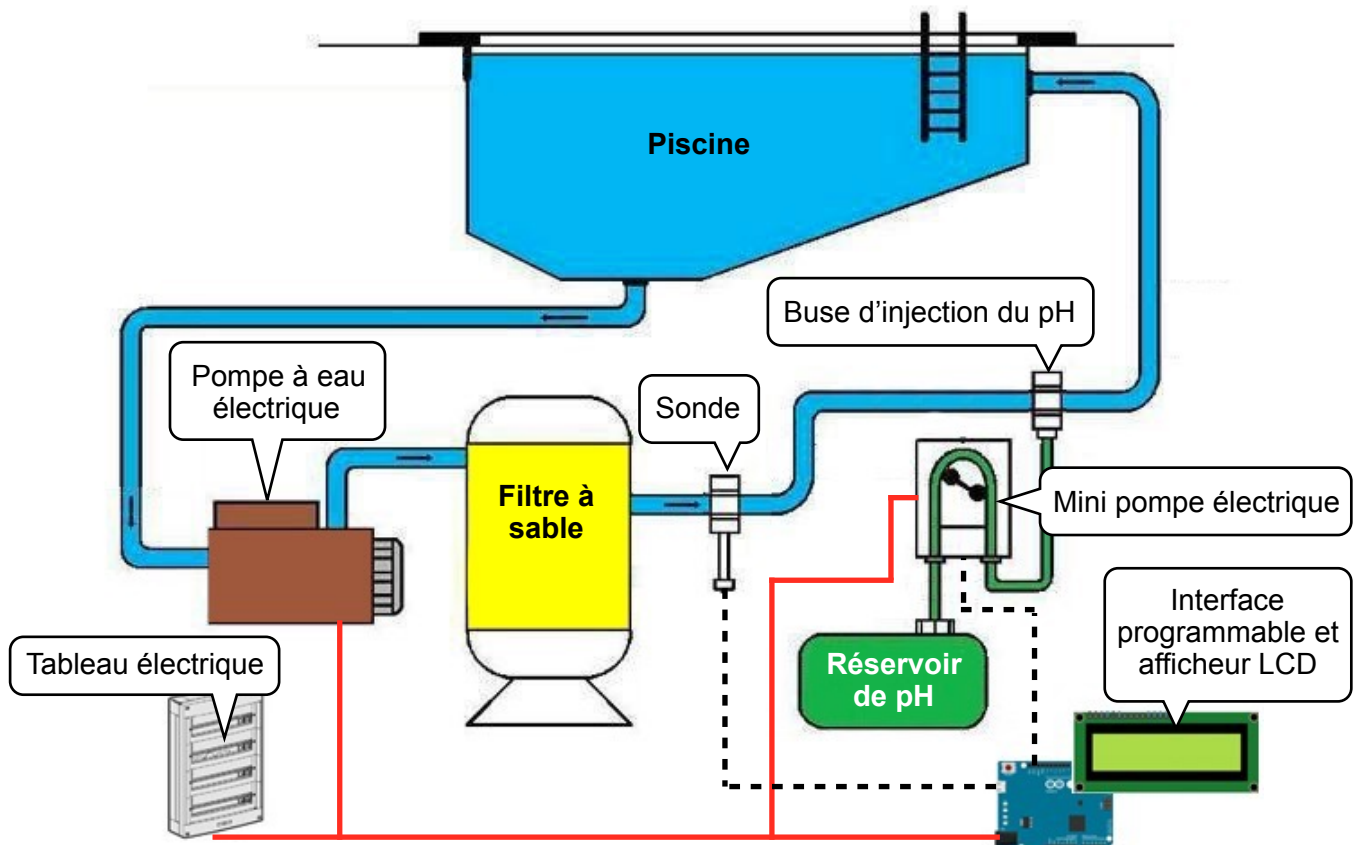 Piscine
Buse d'injection du pH
Pompe à eau
électrique
Sonde
Filtre à
sable
Mini pompe électrique
Interface
programmable et
afficheur LCD
Tableau électrique
Réservoir
de pH